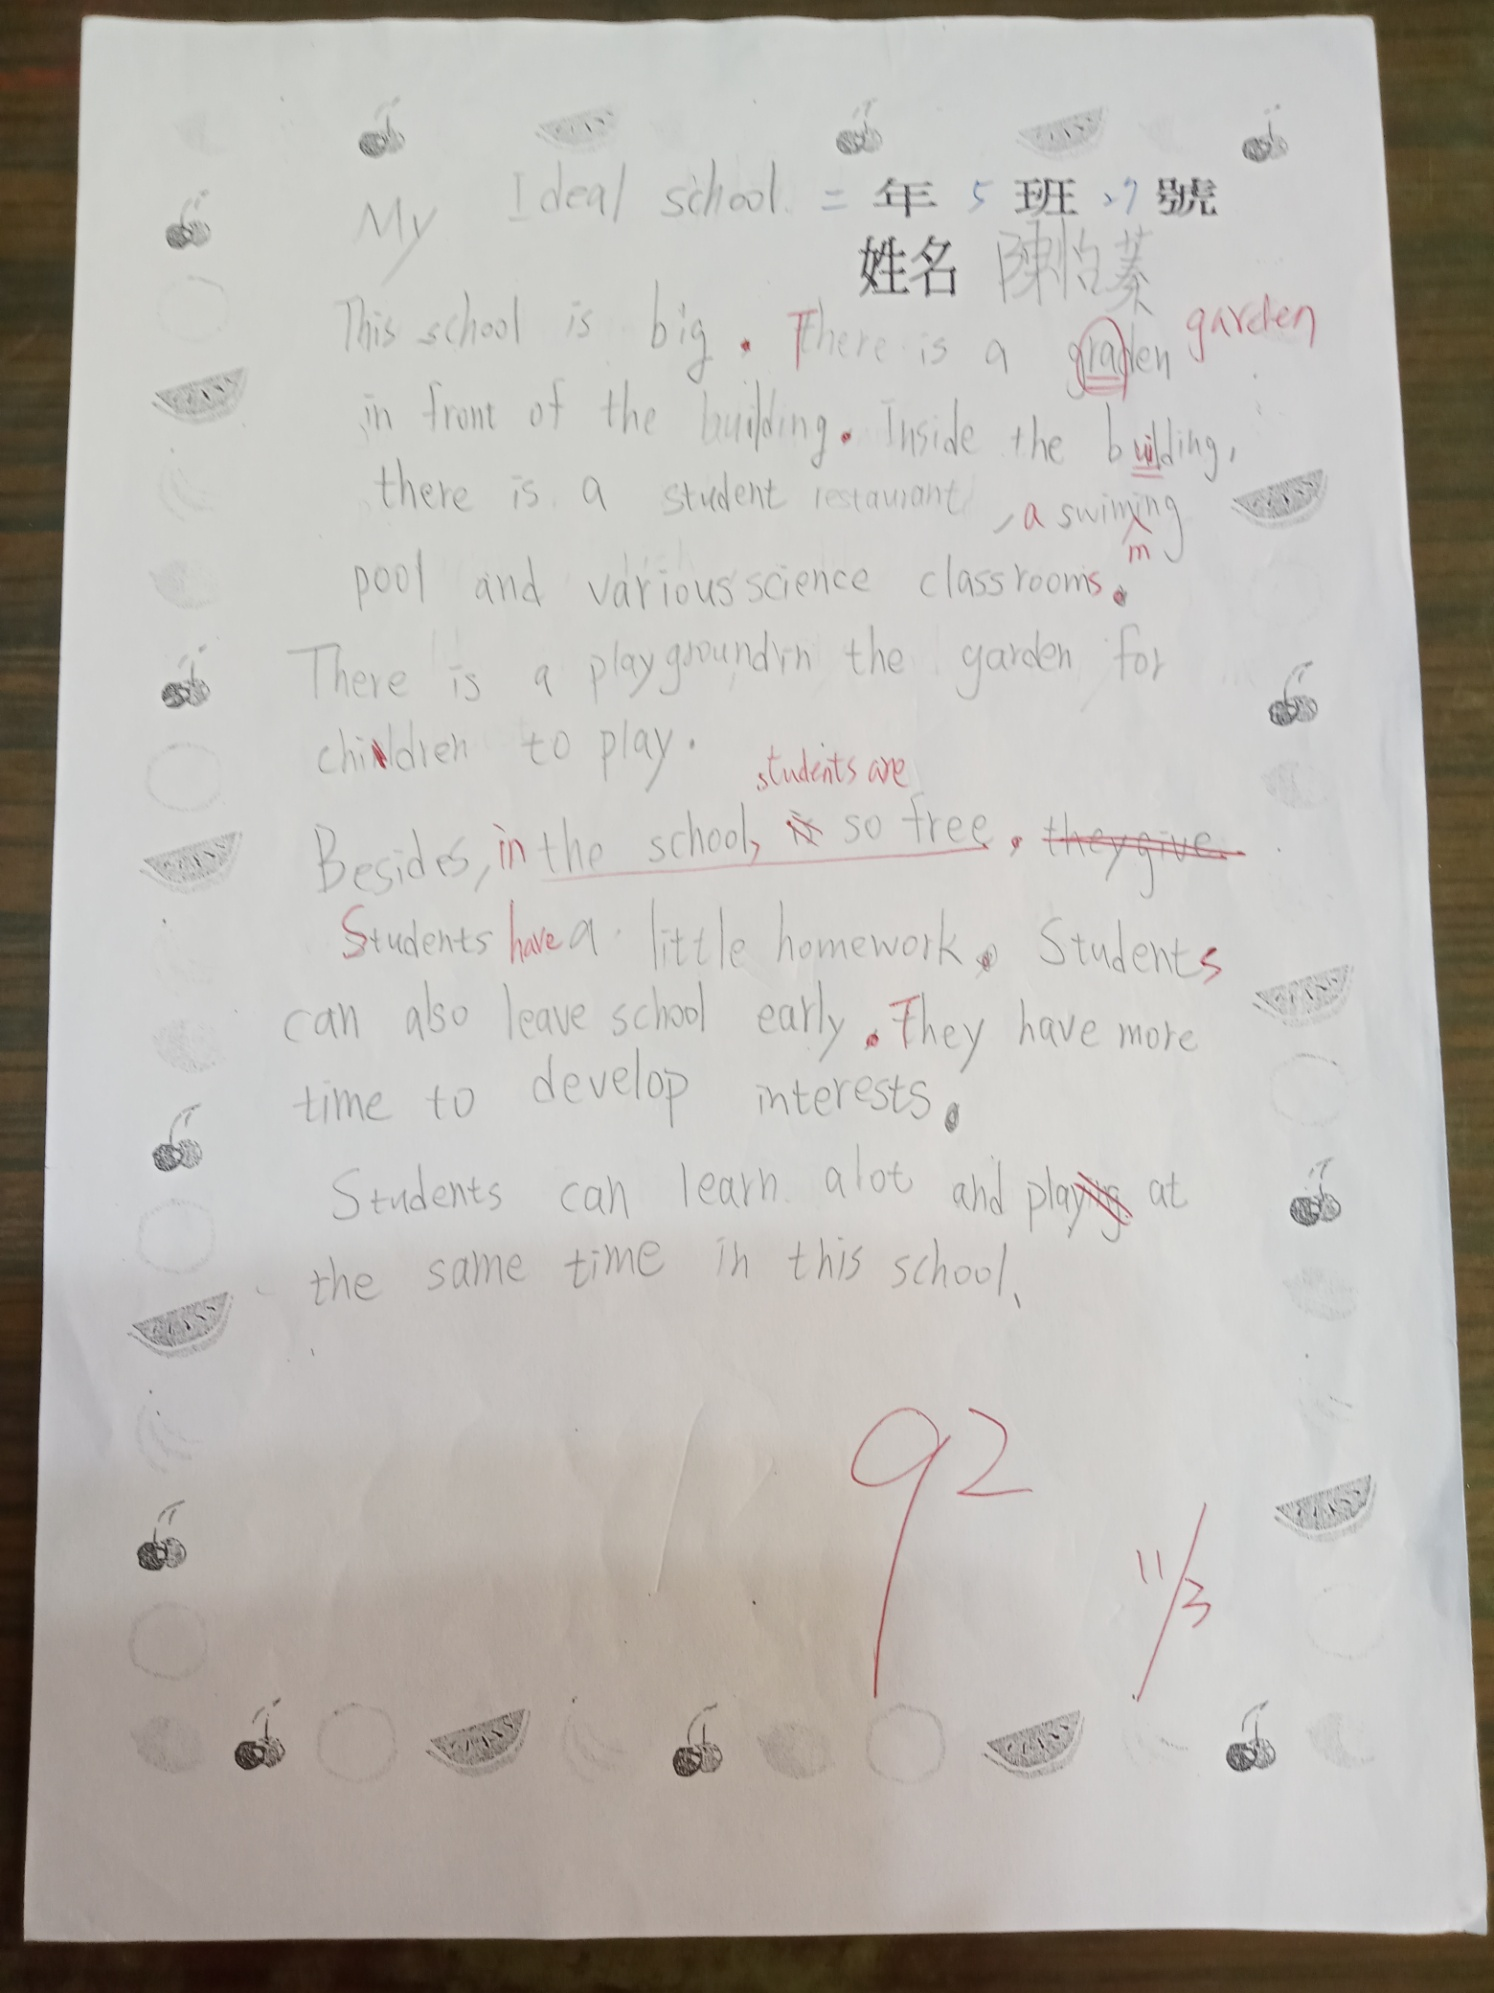 My Ideal school 二年5班27號
姓名 陳怡蓁
This school is big. There is a graden garden
in front of the building. Inside the building,
there is a student restaurant, a swiming
m
pool and various science classrooms.
There is a playground in the garden for
children to play.
students are
Besides, in the school, is so free. they give
Students have a little homework. Students
can also leave school early. They have more
time to develop interests.
Students can learn alot and playing at
the same time in this school.
92
11/3